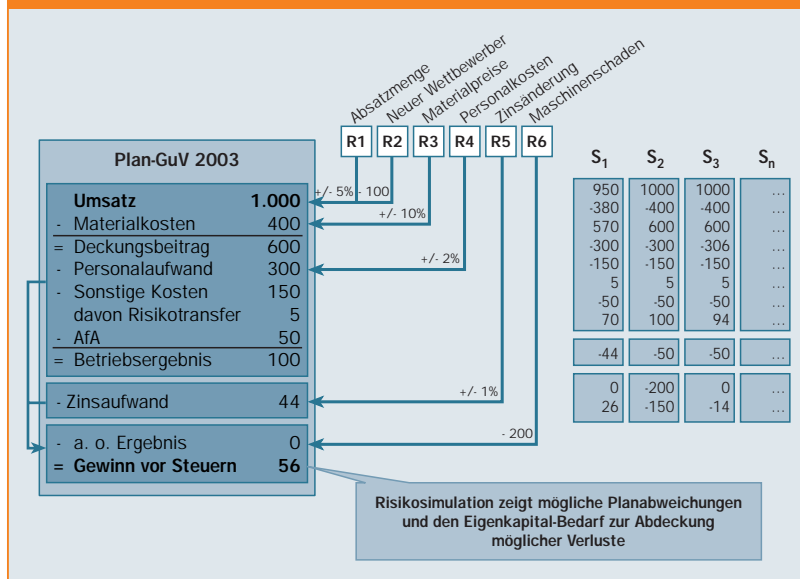 Absatzmenge
Neuer Wettbewerber
Materialpreise
Personalkosten
Zinsänderung
Maschinenschaden
R1 R2 R3 R4 R5 R6
Plan-GuV 2003
Umsatz 1.000
- Materialkosten 400
= Deckungsbeitrag 600
- Personalaufwand 300
- Sonstige Kosten 150
davon Risikotransfer 5
- AfA 50
= Betriebsergebnis 100
- Zinsaufwand 44
- a. o. Ergebnis 0
= Gewinn vor Steuern 56
+/- 5% - 100
+/- 10%
+/- 2%
+/- 1%
- 200
S1 S2 S3 Sn
950 1000 1000 ...
-380 -400 -400 ...
570 600 600 ...
-300 -300 -306 ...
-150 -150 -150 ...
5 5 5 ...
-50 -50 -50 ...
70 100 94 ...
-44 -50 -50 ...
0 -200 0 ...
26 -150 -14 ...
Risikosimulation zeigt mögliche Planabweichungen
und den Eigenkapital-Bedarf zur Abdeckung
möglicher Verluste